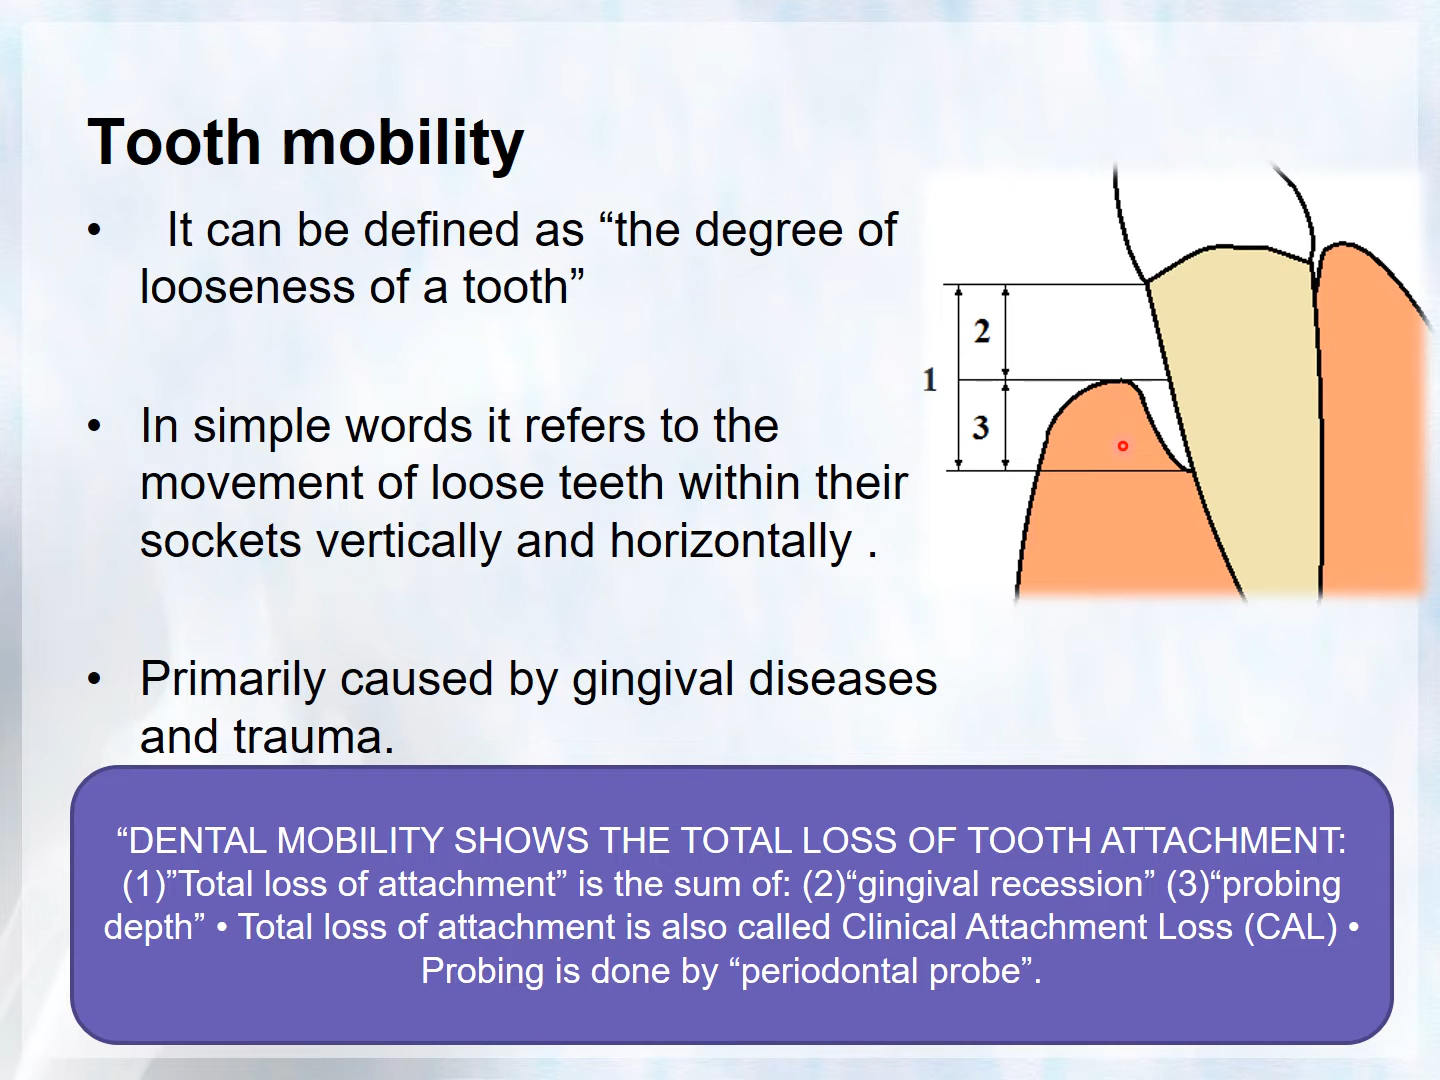 Tooth mobility
• It can be defined as “the degree of
looseness of a tooth”
• In simple words it refers to the
movement of loose teeth within their
sockets vertically and horizontally .
• Primarily caused by gingival diseases
and trauma.
2
1
3
“DENTAL MOBILITY SHOWS THE TOTAL LOSS OF TOOTH ATTACHMENT:
(1)”Total loss of attachment” is the sum of: (2)“gingival recession” (3)“probing
depth” • Total loss of attachment is also called Clinical Attachment Loss (CAL) •
Probing is done by “periodontal probe”.